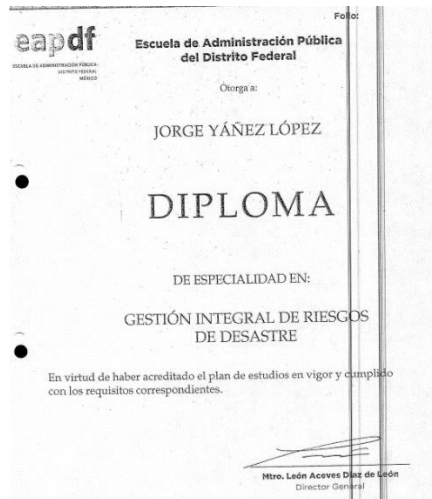 Folio:
eapdf
ESCUELA DE ADMINISTRACIÓN PÚBLICA
DISTRITO FEDERAL
MÉXICO
Escuela de Administración Pública
del Distrito Federal
Otorga a:
JORGE YÁÑEZ LÓPEZ
DIPLOMA
DE ESPECIALIDAD EN:
GESTIÓN INTEGRAL DE RIESGOS
DE DESASTRE
En virtud de haber acreditado el plan de estudios en vigor y cumplido
con los requisitos correspondientes.
Mtro. León Aceves Díaz de León
Director General